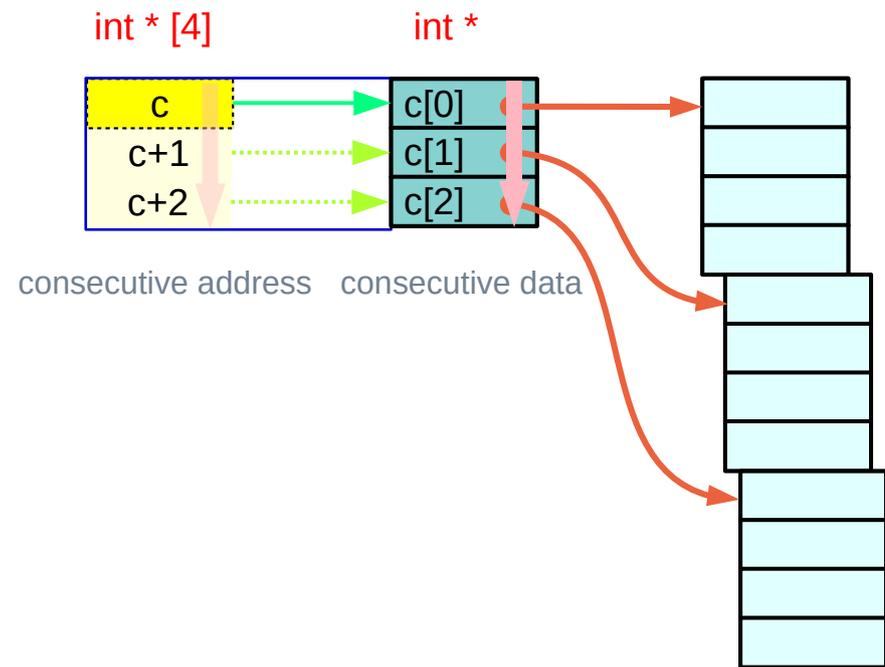 int * [4] int *
c c[0]
c+1 c[1]
c+2 c[2]
consecutive address consecutive data